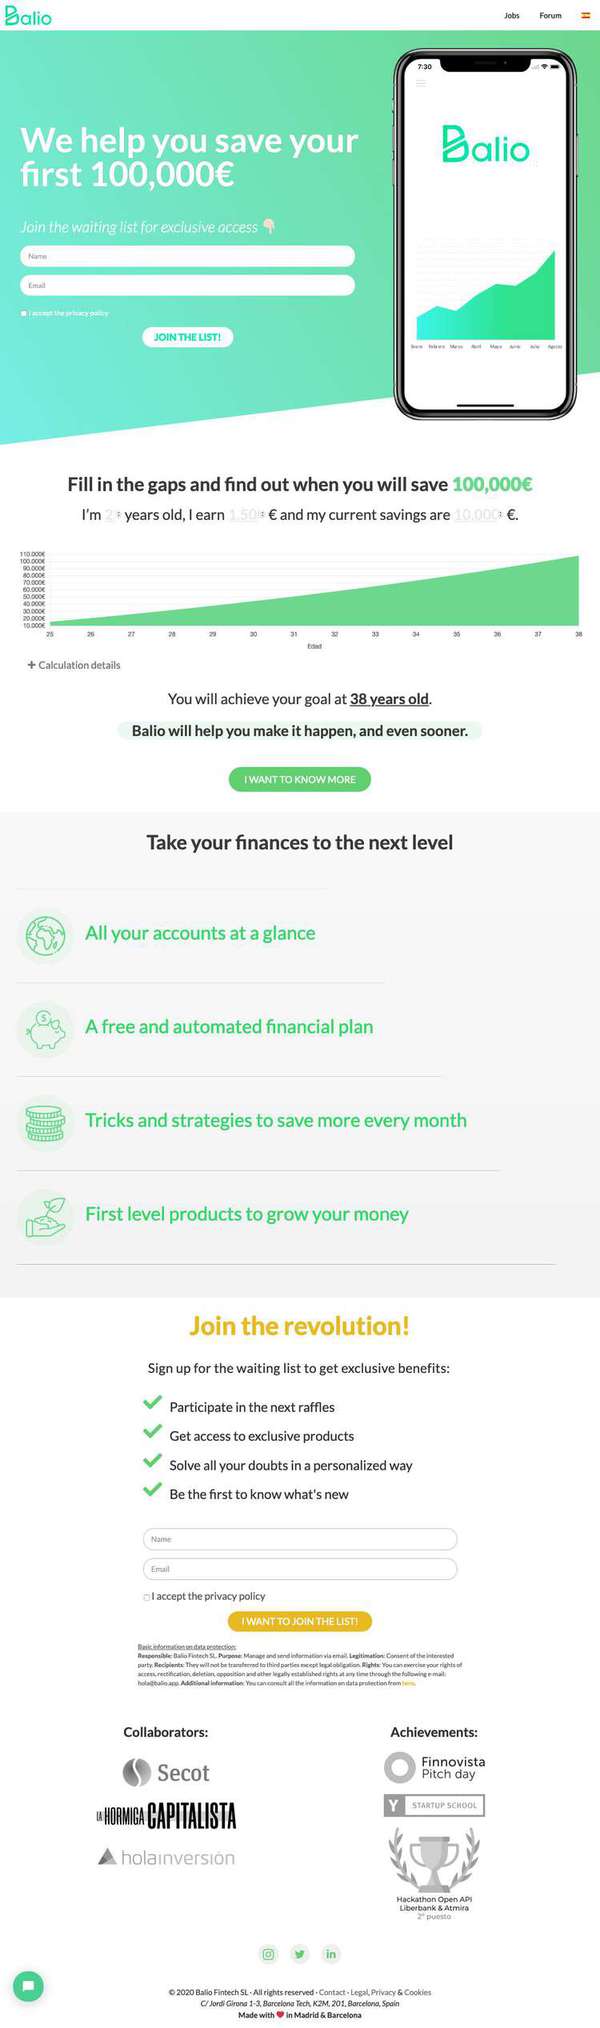 Balio
Jobs
Forum
We help you save your
first 100,000€
Join the waiting list for exclusive access
Name
Email
I accept the privacy policy
JOIN THE LIST!
7:30
Balio
Enero Febrero Marzo Abril Mayo Junio Julio Agosto
Fill in the gaps and find out when you will save 100,000€
I'm years old, I earn € and my current savings are €.
110.000€
100.000€
90.000€
80.000€
70.000€
60.000€
50.000€
40.000€
30.000€
20.000€
10.000€
25 26 27 28 29 30 31 32 33 34 35 36 37 38
Edad
+ Calculation details
You will achieve your goal at 38 years old.
Balio will help you make it happen, and even sooner.
I WANT TO KNOW MORE
Take your finances to the next level
All your accounts at a glance
A free and automated financial plan
Tricks and strategies to save more every month
First level products to grow your money
Join the revolution!
Sign up for the waiting list to get exclusive benefits:
Participate in the next raffles
Get access to exclusive products
Solve all your doubts in a personalized way
Be the first to know what's new
Name
Email
I accept the privacy policy
I WANT TO JOIN THE LIST!
Basic information on data protection:
Responsible: Balio Fintech SL. Purpose: Manage and send information via email. Legitimation: Consent of the interested
party. Recipients: They will not be transferred to third parties except legal obligation. Rights: You can exercise your rights of
access, rectification, deletion, opposition and other legally established rights at any time through the following e-mail:
hola@balio.app. Additional information: You can consult all the information on data protection from here.
Collaborators:
Secot
LA HORMIGA CAPITALISTA
holainversión
Achievements:
Finnovista
Pitch day
Y STARTUP SCHOOL
Hackathon Open API
Liberbank & Atmira
2º puesto
© 2020 Balio Fintech SL · All rights reserved · Contact · Legal, Privacy & Cookies
C/ Jordi Girona 1-3, Barcelona Tech, K2M, 201, Barcelona, Spain
Made with ❤ in Madrid & Barcelona